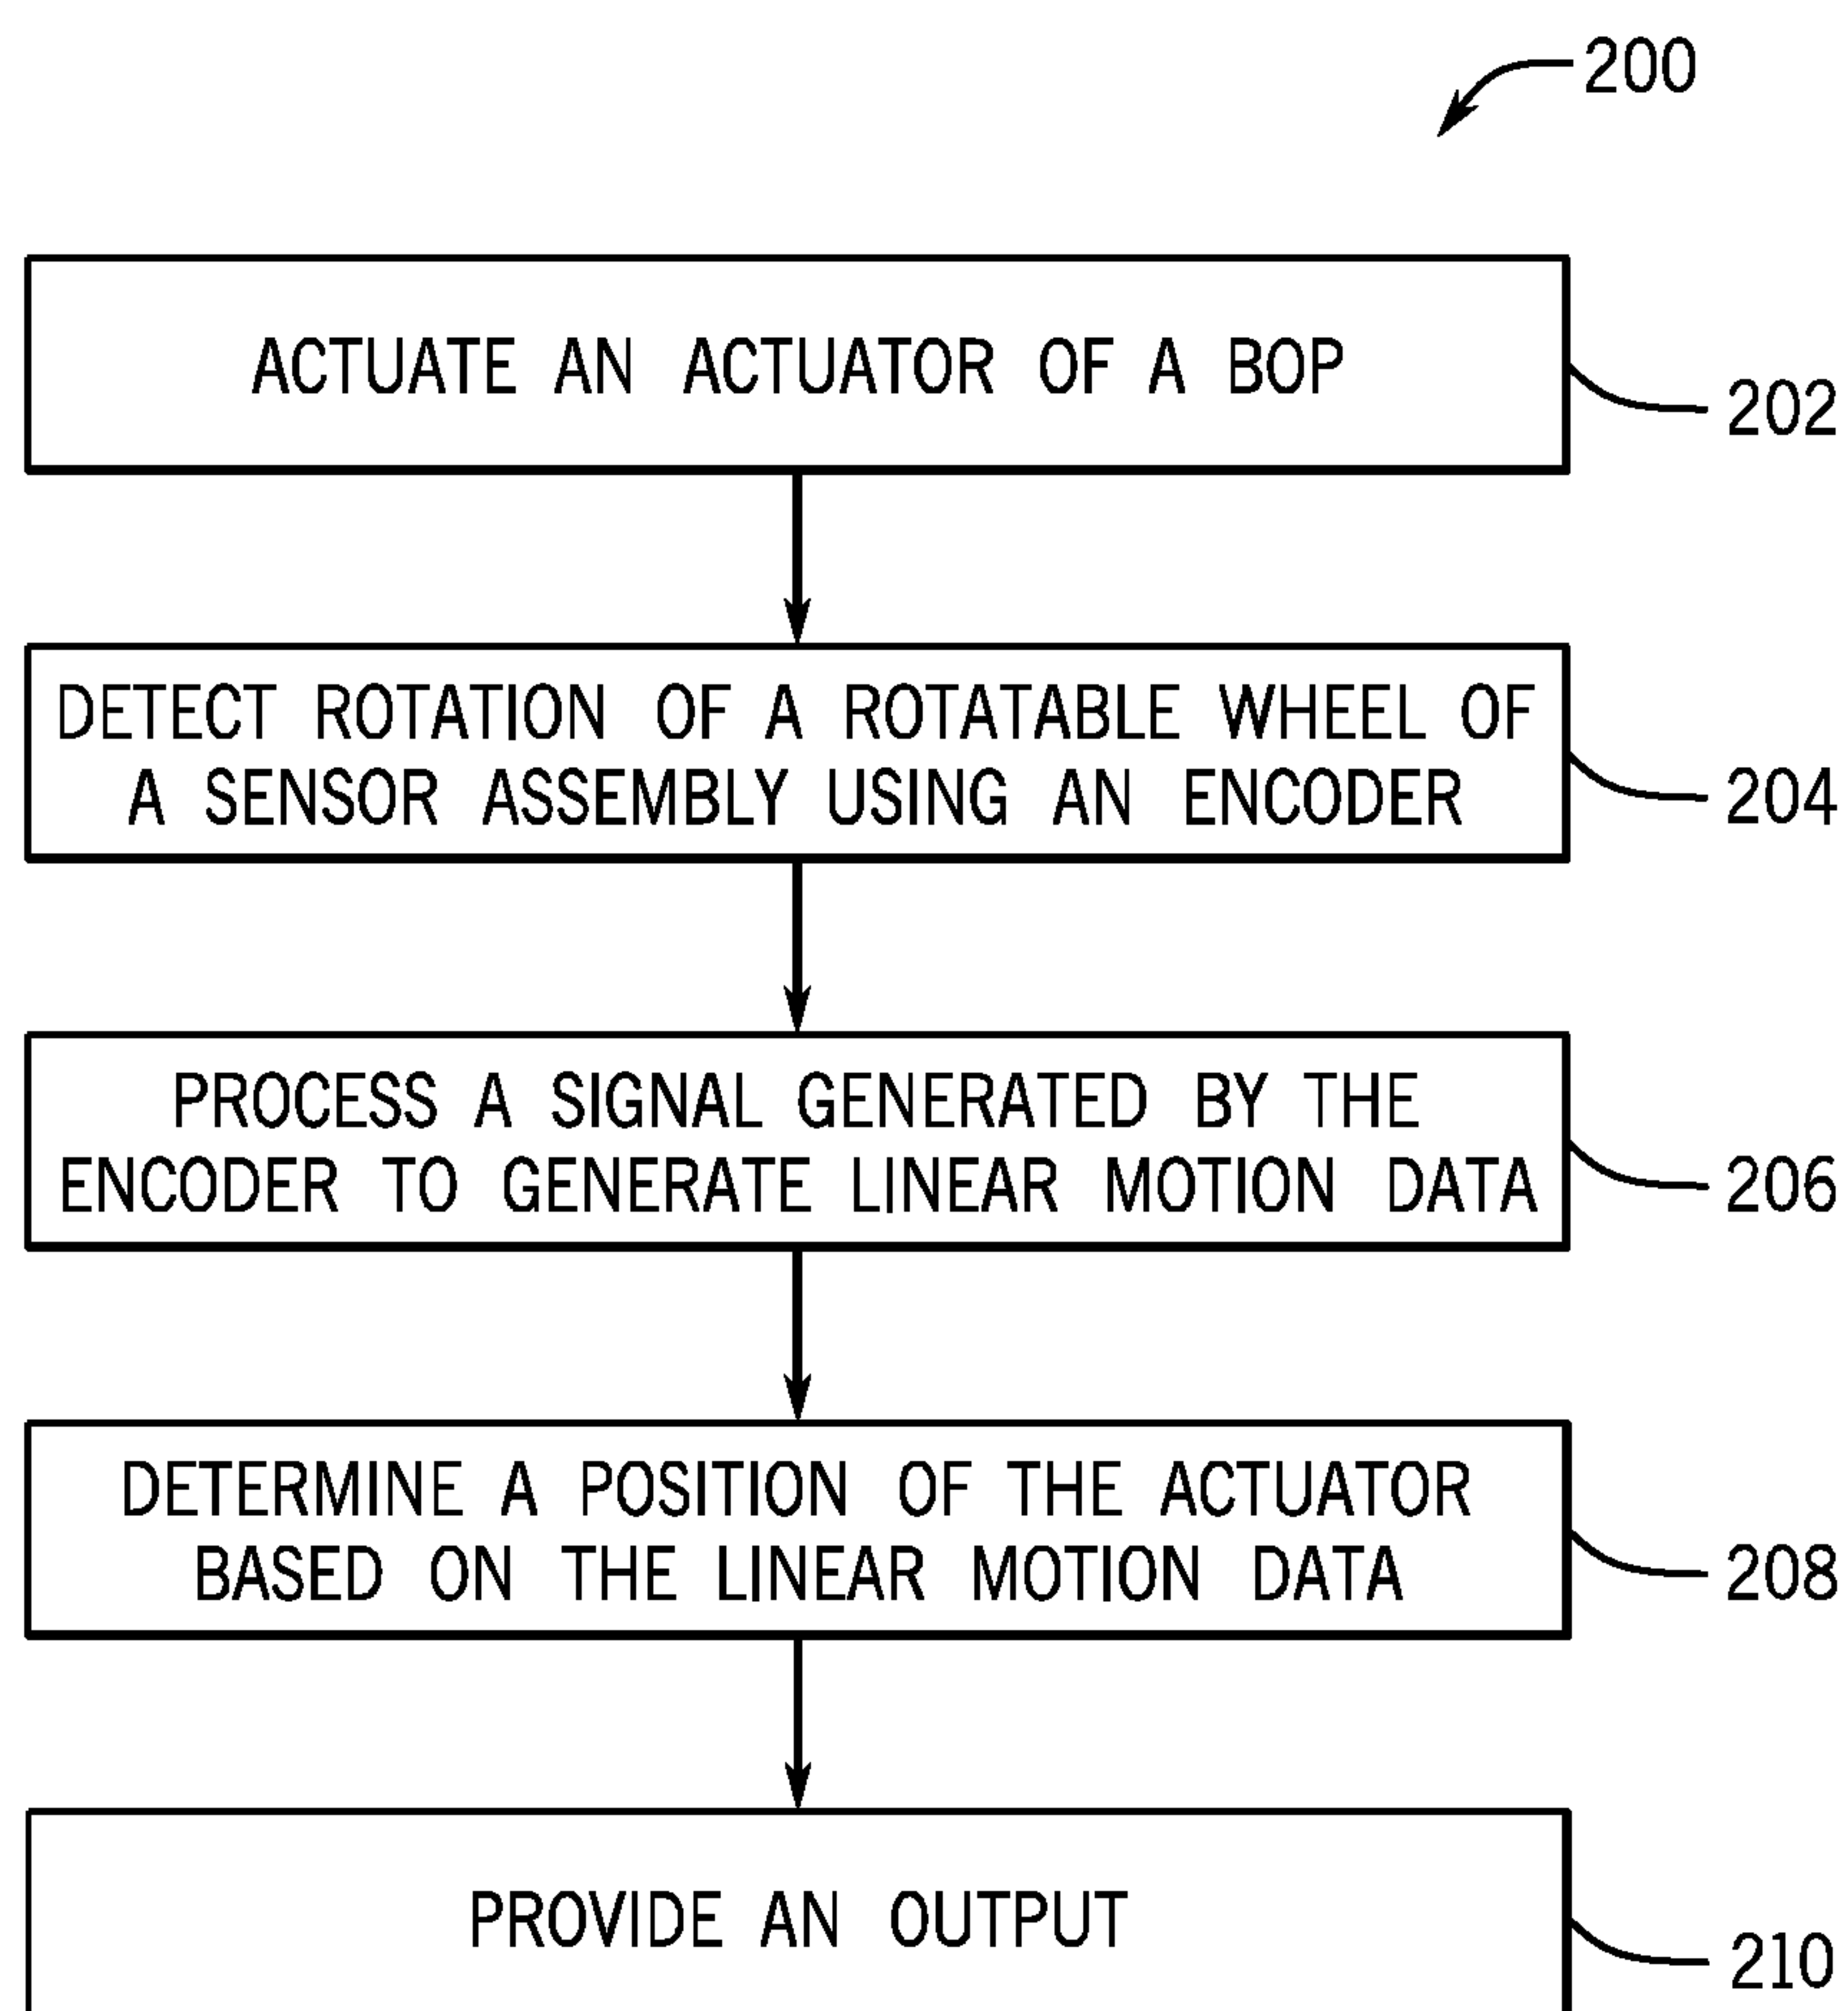 200
ACTUATE AN ACTUATOR OF A BOP
202
DETECT ROTATION OF A ROTATABLE WHEEL OF
A SENSOR ASSEMBLY USING AN ENCODER
204
PROCESS A SIGNAL GENERATED BY THE
ENCODER TO GENERATE LINEAR MOTION DATA
206
DETERMINE A POSITION OF THE ACTUATOR
BASED ON THE LINEAR MOTION DATA
208
PROVIDE AN OUTPUT
210